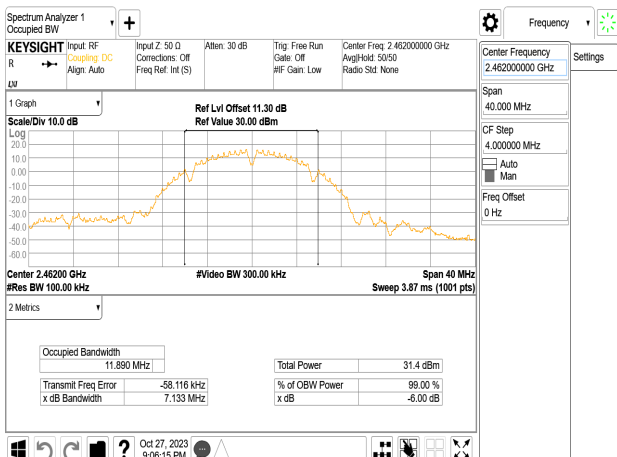 Spectrum Analyzer 1
Occupied BW
Frequency
KEYSIGHT
R
LXI
Input: RF
Coupling: DC
Align: Auto
Input Z: 50 Ω
Corrections: Off
Freq Ref: Int (S)
Atten: 30 dB
Trig: Free Run
Gate: Off
#IF Gain: Low
Center Freq: 2.462000000 GHz
Avg|Hold: 50/50
Radio Std: None
Center Frequency
2.462000000 GHz
Settings
Span
40.000 MHz
CF Step
4.000000 MHz
Auto
Man
Freq Offset
0 Hz
1 Graph
Scale/Div 10.0 dB
Ref Lvl Offset 11.30 dB
Ref Value 30.00 dBm
Log
20.0
10.0
0.00
-10.0
-20.0
-30.0
-40.0
-50.0
-60.0
Center 2.46200 GHz
#Res BW 100.00 kHz
#Video BW 300.00 kHz
Span 40 MHz
Sweep 3.87 ms (1001 pts)
2 Metrics
Occupied Bandwidth
11.890 MHz
Total Power 31.4 dBm
Transmit Freq Error -58.116 kHz
% of OBW Power 99.00 %
x dB Bandwidth 7.133 MHz
x dB -6.00 dB
?
Oct 27, 2023
9:06:15 PM